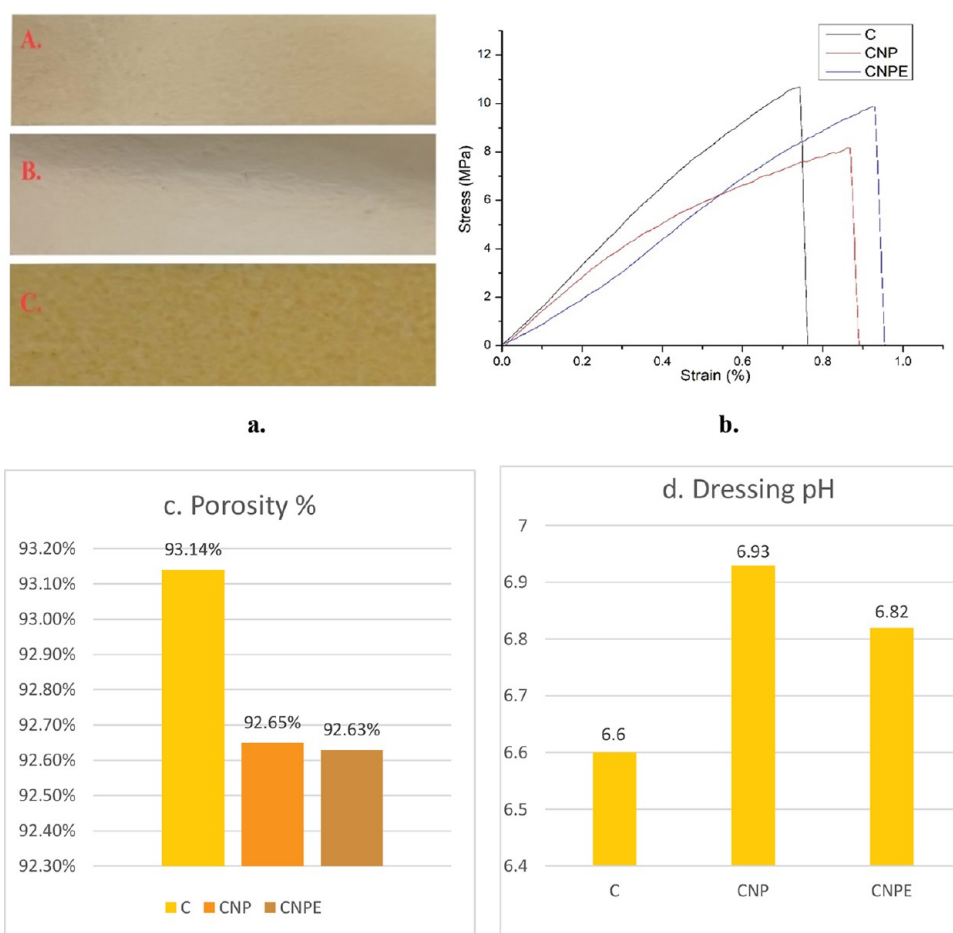 A.
B.
C.
C
CNP
CNPE
12
10
8
6
4
2
0
Stress (MPa)
0.0 0.2 0.4 0.6 0.8 1.0
Strain (%)
a.
b.
c. Porosity %
93.20%
93.10%
93.00%
92.90%
92.80%
92.70%
92.60%
92.50%
92.40%
92.30%
93.14%
92.65%
92.63%
C CNP CNPE
d. Dressing pH
7
6.9
6.8
6.7
6.6
6.5
6.4
6.6
6.93
6.82
C CNP CNPE